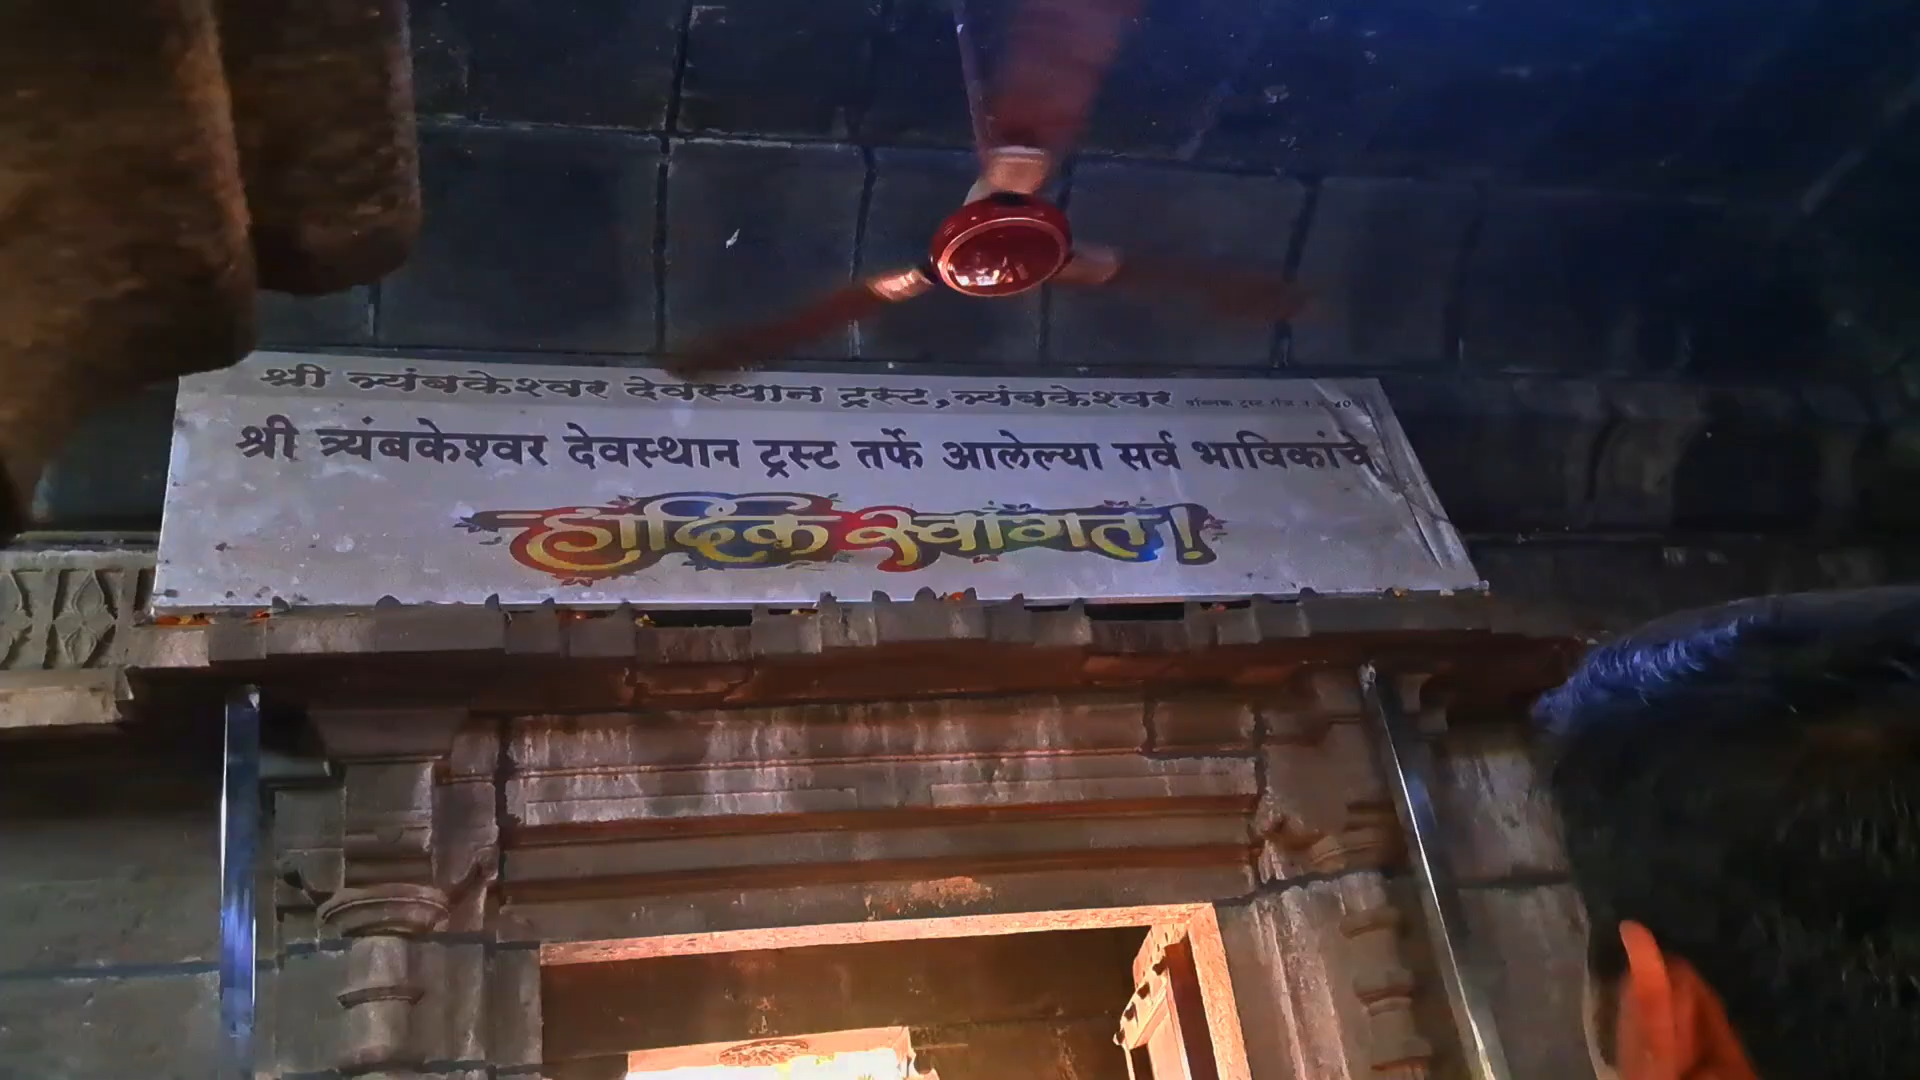 श्री त्र्यंबकेश्वर देवस्थान ट्रस्ट, त्र्यंबकेश्वर
श्री त्र्यंबकेश्वर देवस्थान ट्रस्ट तर्फे आलेल्या सर्व भाविकांचे
हार्दिक स्वागत!